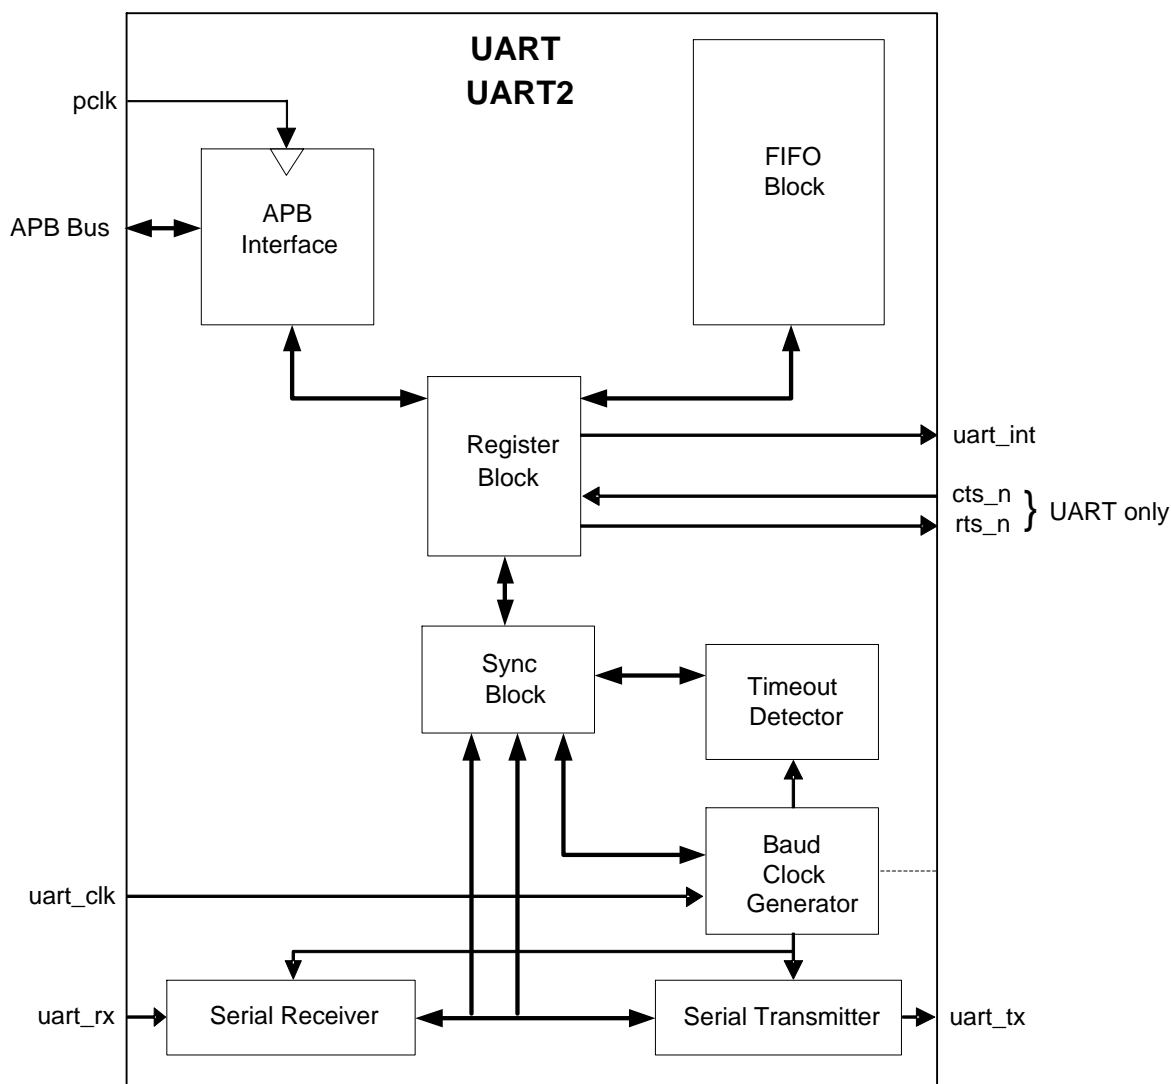 UART
UART2
pclk
FIFO
Block
APB Bus
APB
Interface
Register
Block
uart_int
cts_n
rts_n
} UART only
Sync
Block
Timeout
Detector
Baud
Clock
Generator
uart_clk
uart_rx
Serial Receiver
Serial Transmitter
uart_tx